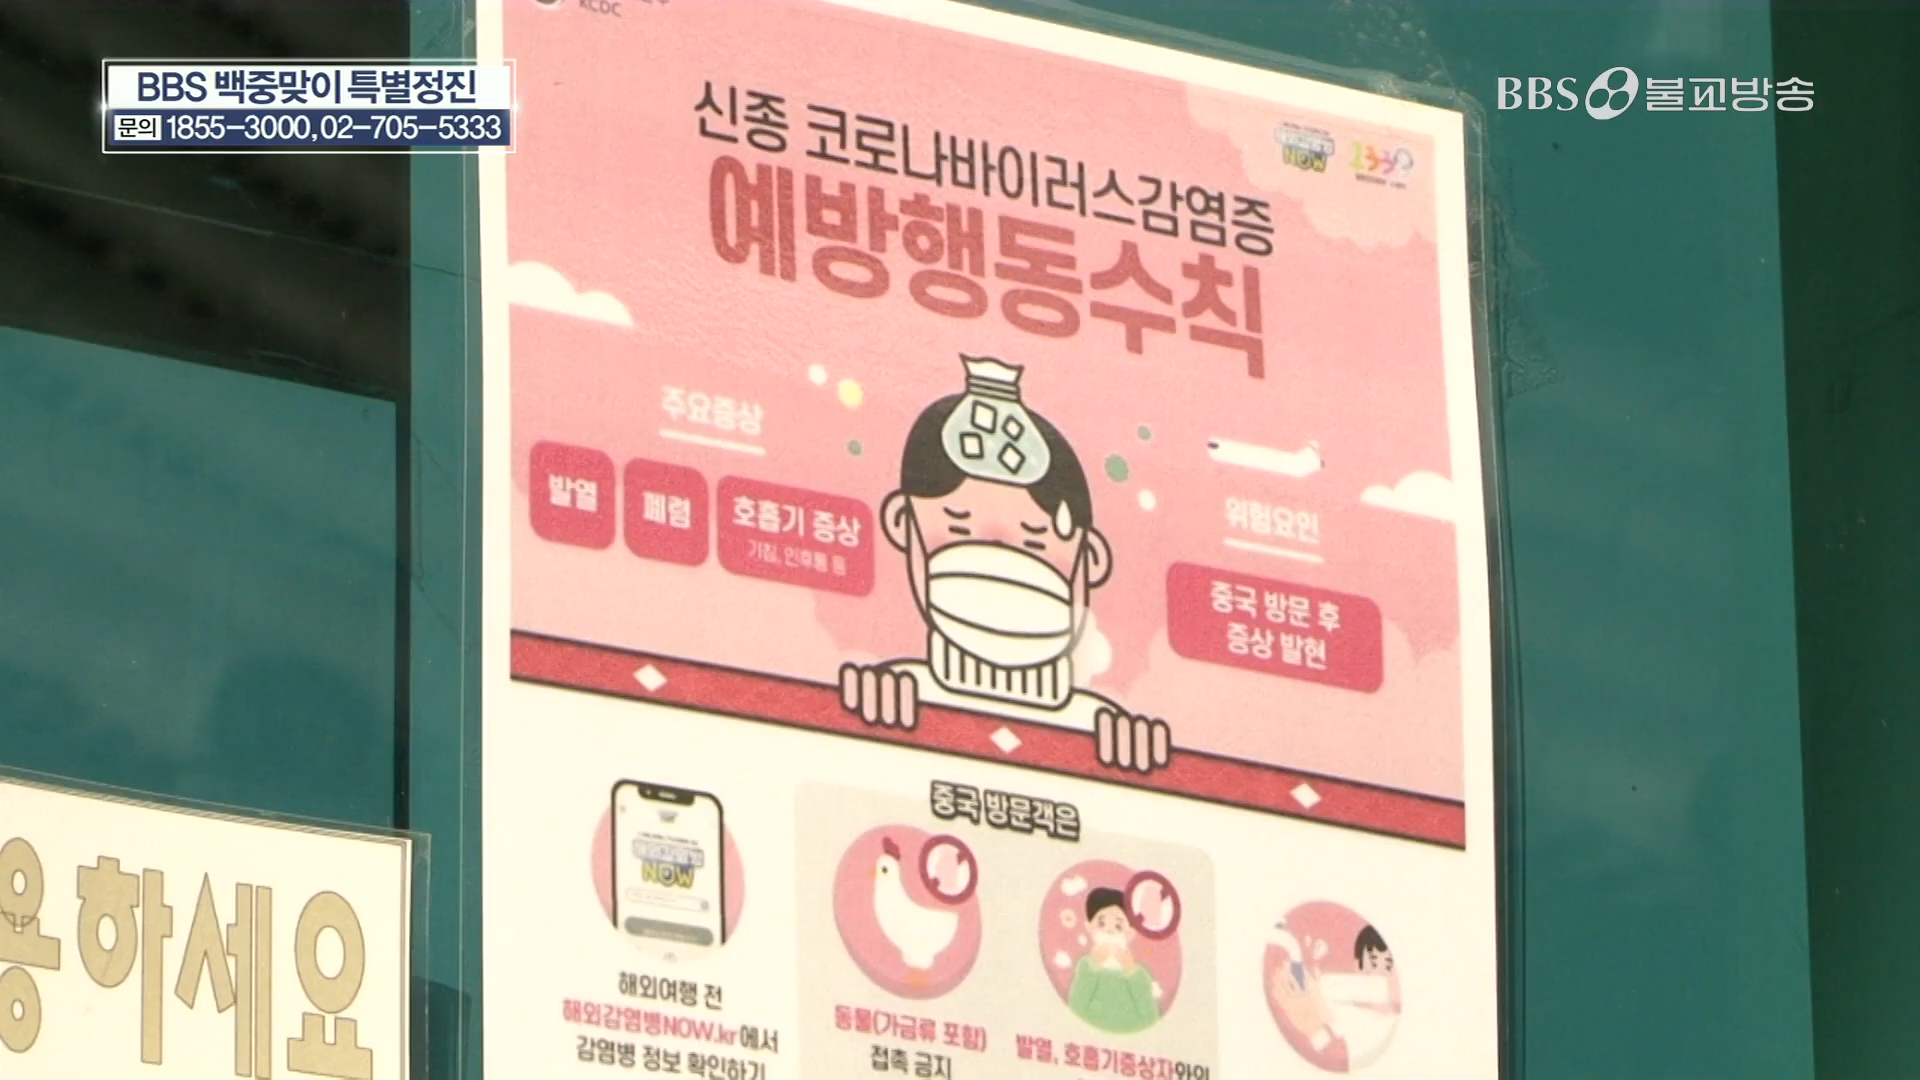 KCDC
BBS 백중맞이 특별정진
문의 1855-3000, 02-705-5333
BBS 불교방송
신종 코로나바이러스감염증
예방행동수칙
NOW
1339
주요증상
발열
폐렴
호흡기 증상
기침, 인후통 등
위험요인
중국 방문 후
증상 발현
중국 방문객은
NOW
해외여행 전
해외감염병NOW.kr에서
감염병 정보 확인하기
동물(가금류 포함)
접촉 금지
발열, 호흡기증상자와의
용하세요